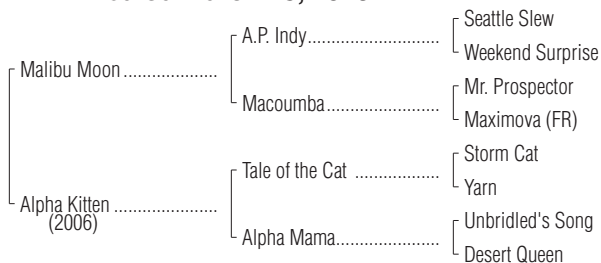 Seattle Slew
A.P. Indy
Weekend Surprise
Malibu Moon
Mr. Prospector
Macoumba
Maximova (FR)
Storm Cat
Tale of the Cat
Yarn
Alpha Kitten
(2006)
Unbridled's Song
Alpha Mama
Desert Queen